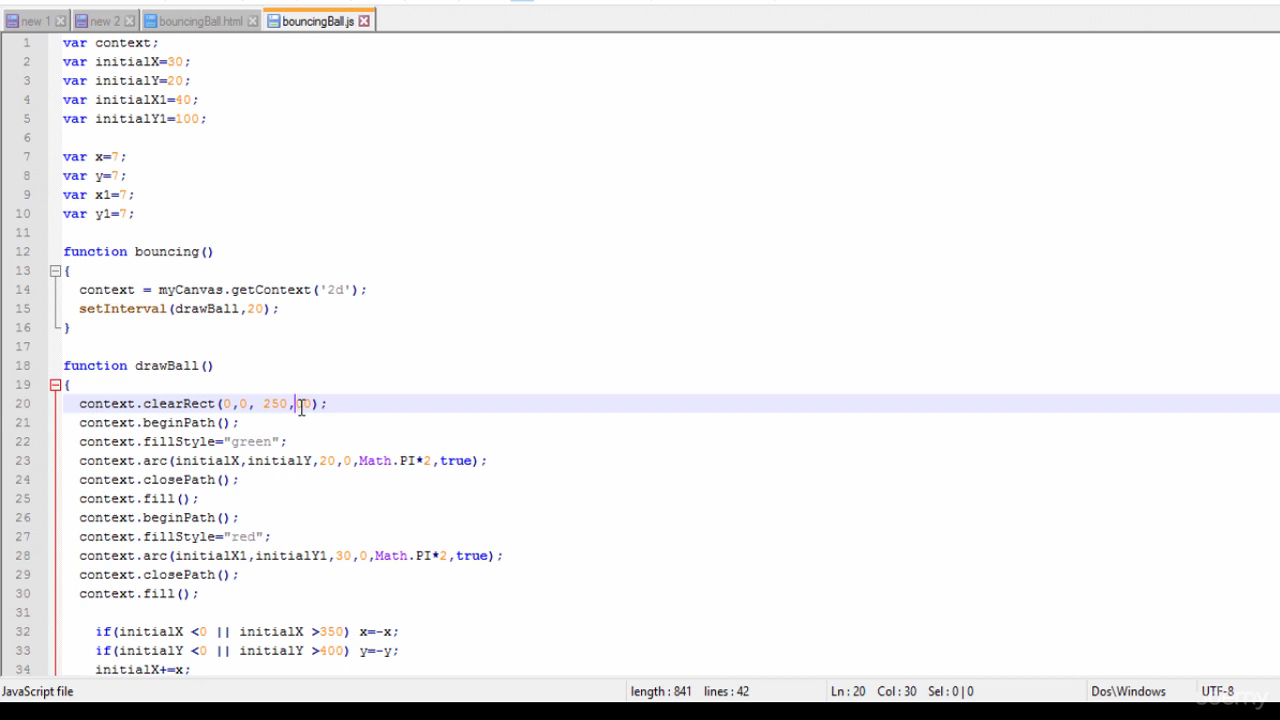 new 1
new 2
bouncingBall.html
bouncingBall.js
1 var context;
2 var initialX=30;
3 var initialY=20;
4 var initialX1=40;
5 var initialY1=100;
6
7 var x=7;
8 var y=7;
9 var x1=7;
10 var y1=7;
11
12 function bouncing()
13 {
14 context = myCanvas.getContext('2d');
15 setInterval(drawBall,20);
16 }
17
18 function drawBall()
19 {
20 context.clearRect(0,0, 250,00);
21 context.beginPath();
22 context.fillStyle="green";
23 context.arc(initialX,initialY,20,0,Math.PI*2,true);
24 context.closePath();
25 context.fill();
26 context.beginPath();
27 context.fillStyle="red";
28 context.arc(initialX1,initialY1,30,0,Math.PI*2,true);
29 context.closePath();
30 context.fill();
31
32 if(initialX <0 || initialX >350) x=-x;
33 if(initialY <0 || initialY >400) y=-y;
34 initialX+=x;
JavaScript file length : 841 lines : 42 Ln : 20 Col : 30 Sel : 0 | 0 Dos\Windows UTF-8